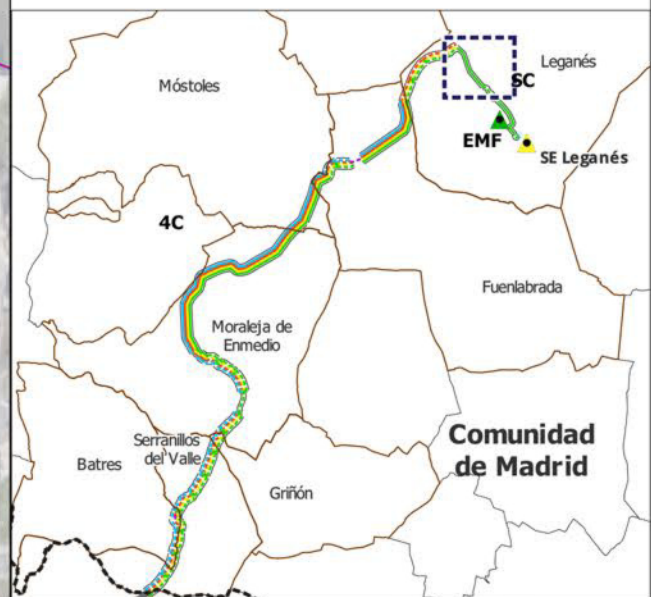 Leganés
Móstoles
SC
EMF
SE Leganés
4C
Fuenlabrada
Moraleja de
Enmedio
Comunidad
de Madrid
Serranillos
del Valle
Batres
Griñón